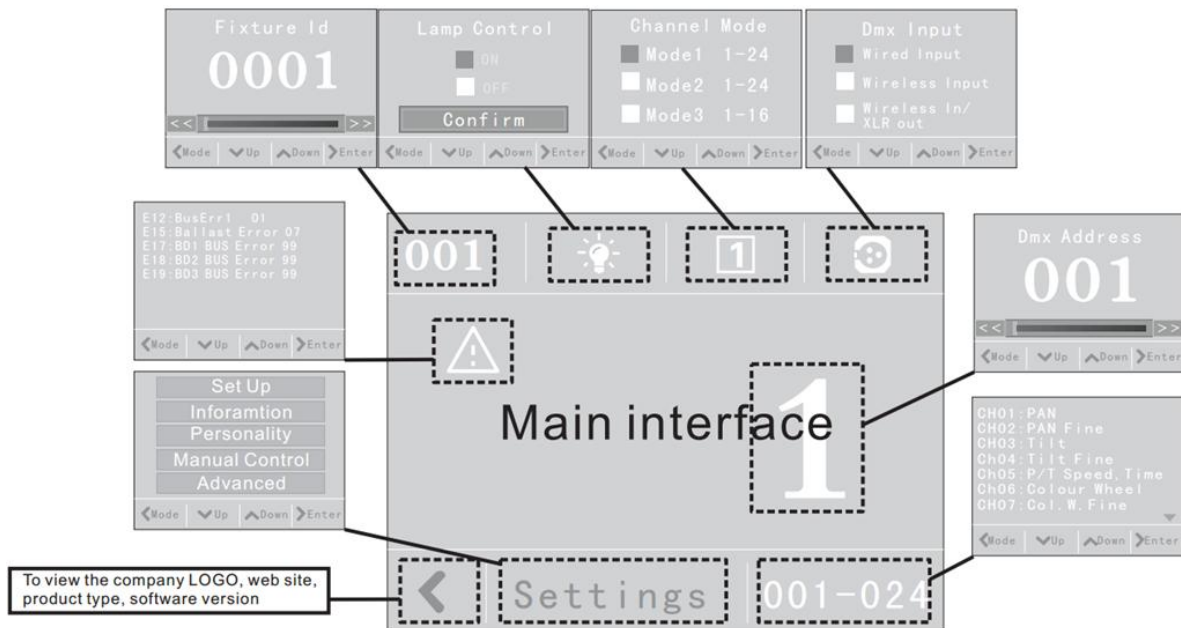 Fixture Id
0001
<< >>
Mode Up Down Enter
Lamp Control
ON
OFF
Confirm
Mode Up Down Enter
Channel Mode
Mode1 1-24
Mode2 1-24
Mode3 1-16
Mode Up Down Enter
Dmx Input
Wired Input
Wireless Input
Wireless In/
XLR out
Mode Up Down Enter
E12:BusErr1 01
E15:Ballast Error 07
E17:BD1 BUS Error 99
E18:BD2 BUS Error 99
E19:BD3 BUS Error 99
Mode Up Down Enter
Set Up
Inforamtion
Personality
Manual Control
Advanced
Mode Up Down Enter
To view the company LOGO, web site,
product type, software version
001
1
Main interface
1
Settings
001-024
Dmx Address
001
<< >>
Mode Up Down Enter
CH01:PAN
CH02:PAN Fine
CH03:Tilt
Ch04:Tilt Fine
Ch05:P/T Speed,Time
Ch06:Colour Wheel
CH07:Col.W.Fine
Mode Up Down Enter